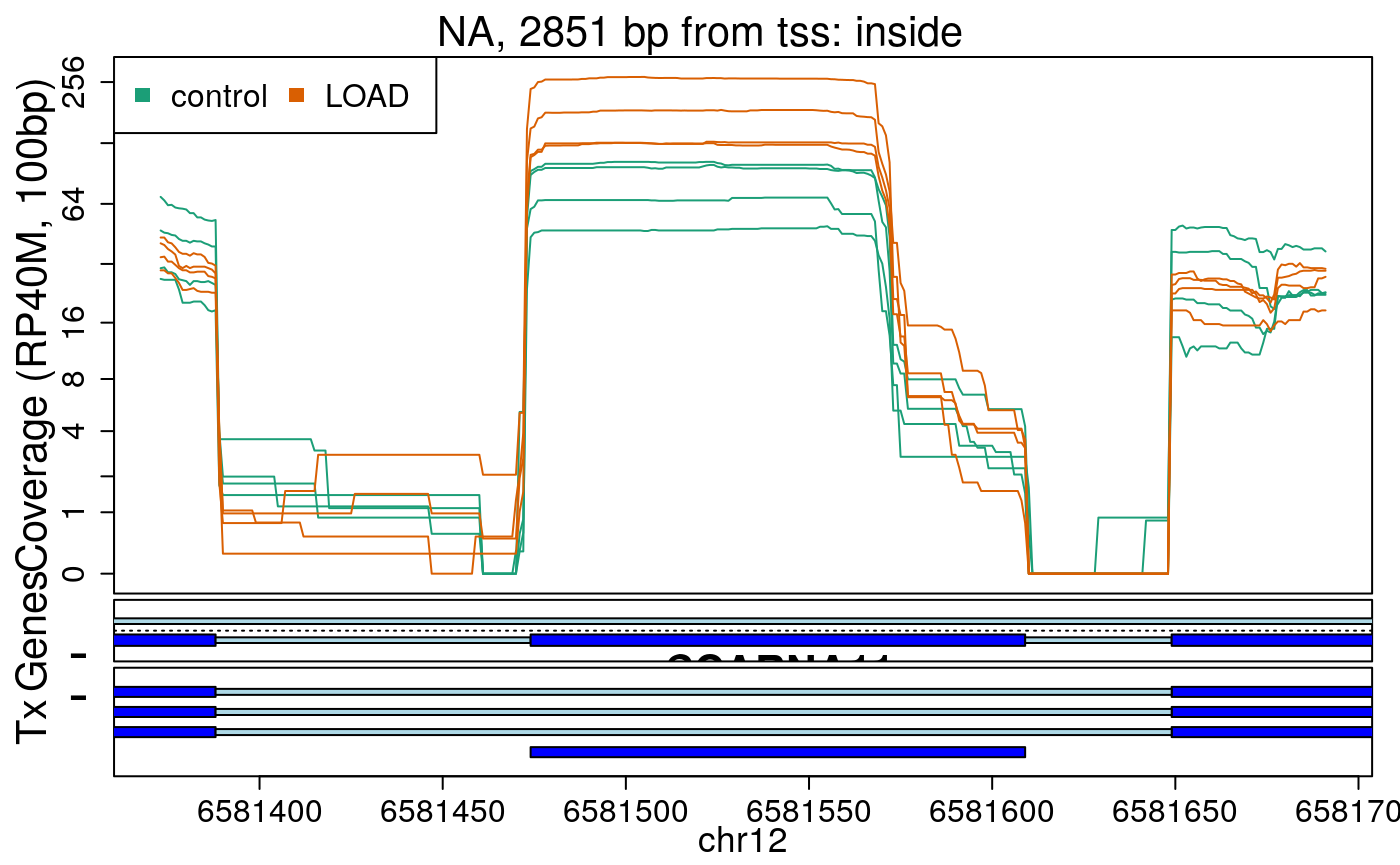 NA, 2851 bp from tss: inside
control LOAD
Tx GenesCoverage (RP40M, 100bp)
256
64
16
8
4
1
0
-
-
6581400 6581450 6581500 6581550 6581600 6581650 658170
chr12